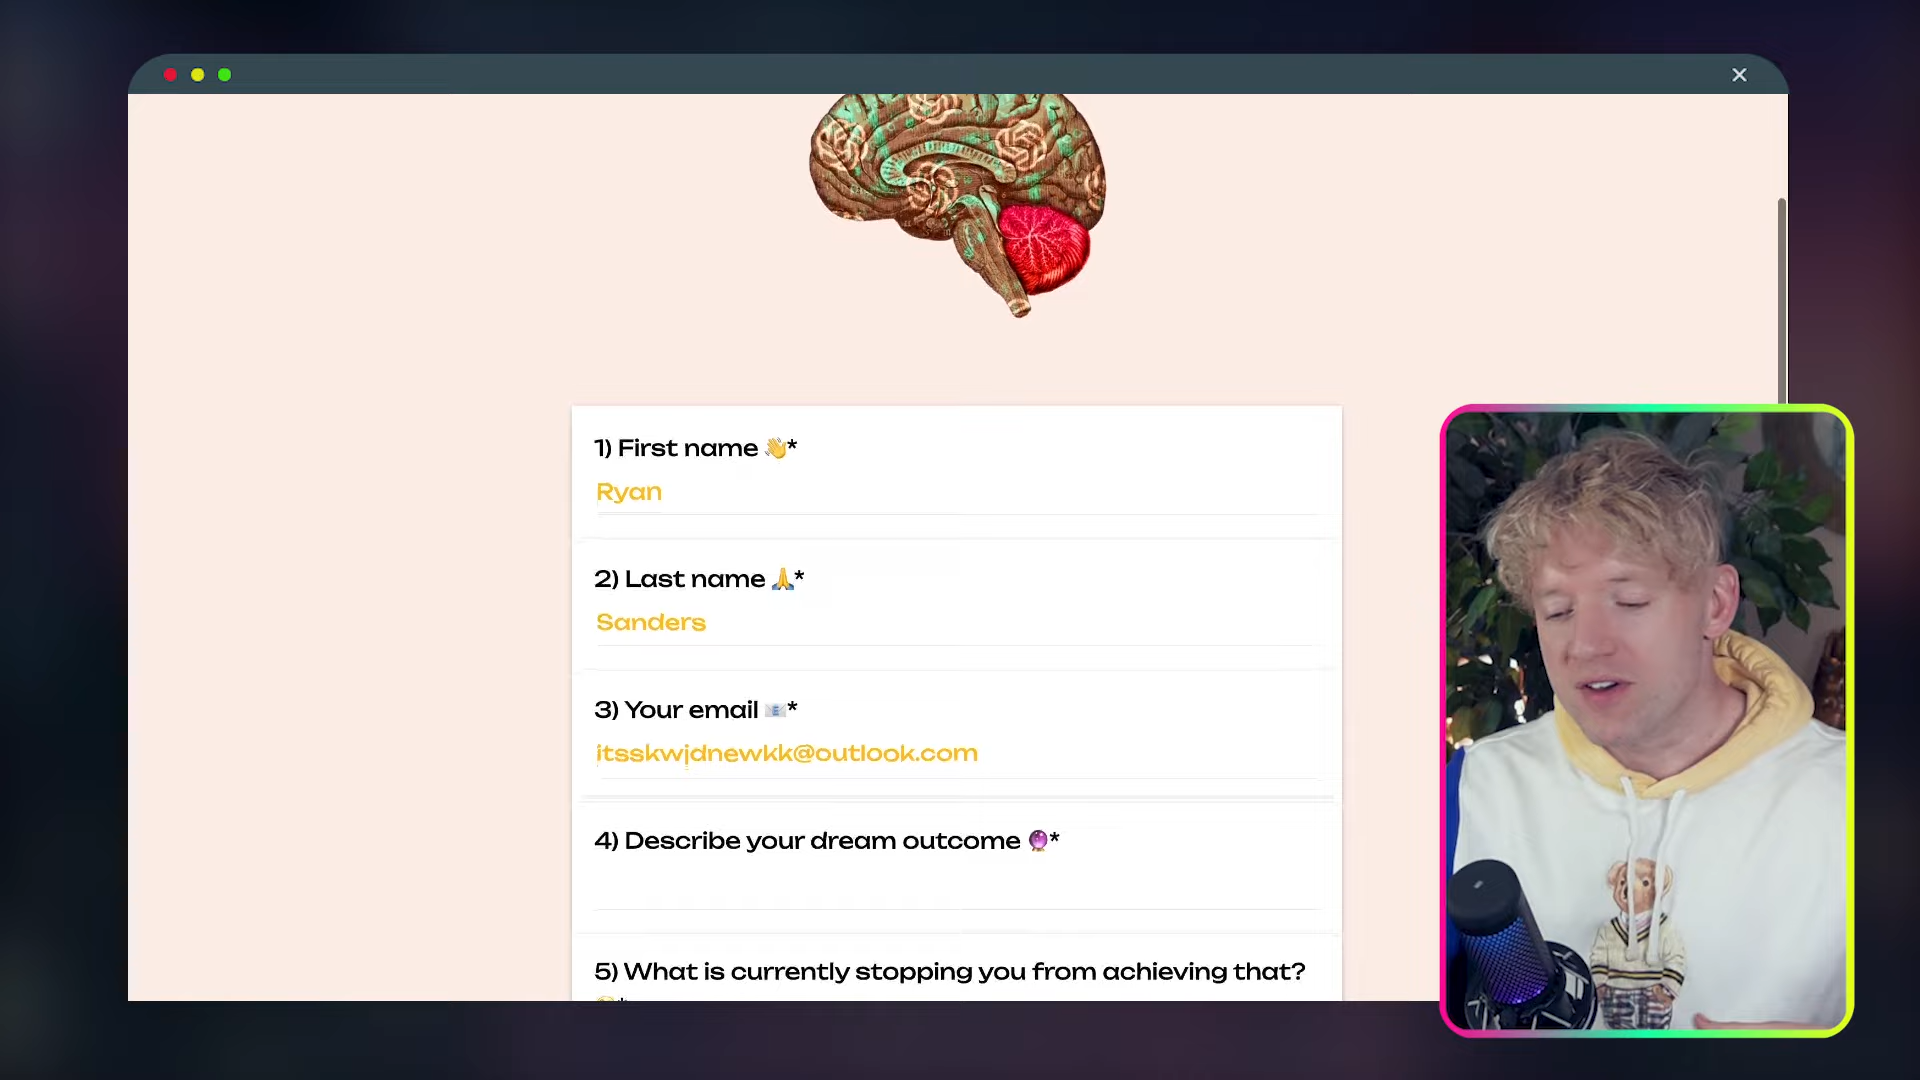 1) First name 👋*
Ryan
2) Last name 🙏*
Sanders
3) Your email 📧*
itsskwjdnewkk@outlook.com
4) Describe your dream outcome 🔮*
5) What is currently stopping you from achieving that?